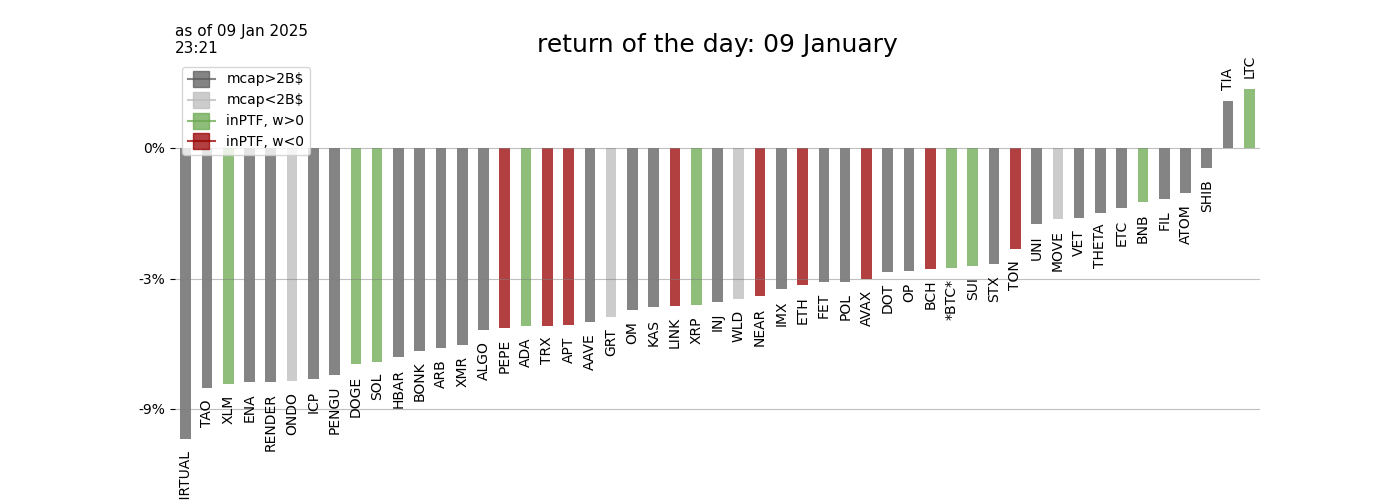 as of 09 Jan 2025
23:21
return of the day: 09 January
mcap>2B$
mcap<2B$
inPTF, w>0
inPTF, w<0
0%
-3%
-9%
IRTUAL
TAO
XLM
ENA
RENDER
ONDO
ICP
PENGU
DOGE
SOL
HBAR
BONK
ARB
XMR
ALGO
PEPE
ADA
TRX
APT
AAVE
GRT
OM
KAS
LINK
XRP
INJ
WLD
NEAR
IMX
ETH
FET
POL
AVAX
DOT
OP
BCH
*BTC*
SUI
STX
TON
UNI
MOVE
VET
THETA
ETC
BNB
FIL
ATOM
SHIB
TIA
LTC